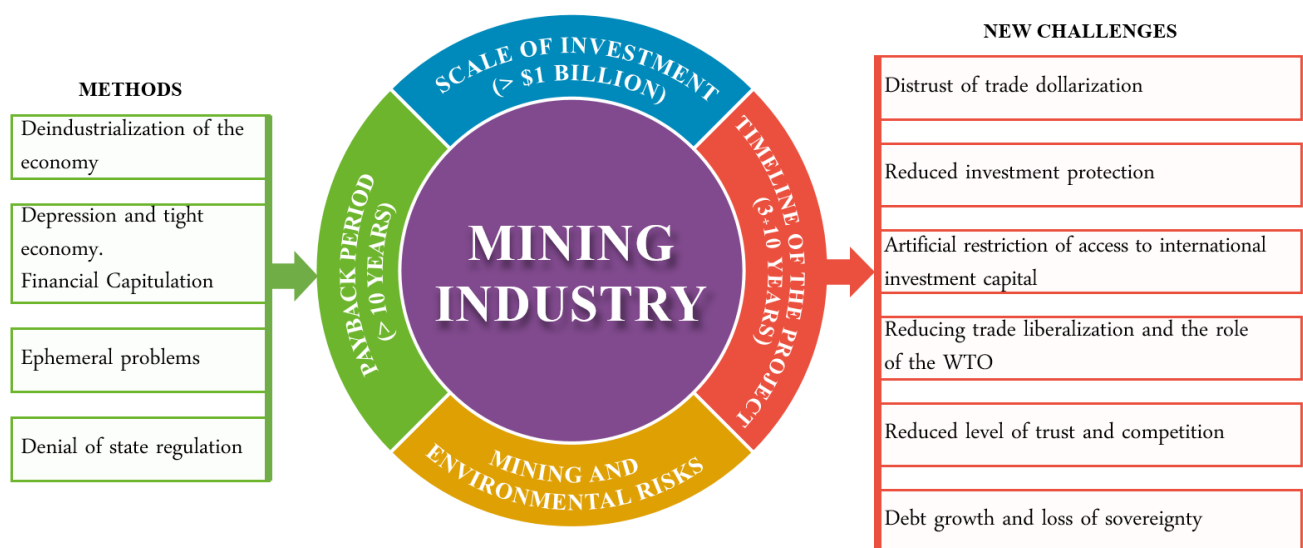 METHODS
Deindustrialization of the
economy
Depression and tight
economy.
Financial Capitulation
Ephemeral problems
Denial of state regulation
SCALE OF INVESTMENT
(> $1 BILLION)
PAYBACK PERIOD
(> 10 YEARS)
MINING
INDUSTRY
TIMELINE OF THE PROJECT
(3÷10 YEARS)
MINING AND
ENVIRONMENTAL RISKS
NEW CHALLENGES
Distrust of trade dollarization
Reduced investment protection
Artificial restriction of access to international
investment capital
Reducing trade liberalization and the role
of the WTO
Reduced level of trust and competition
Debt growth and loss of sovereignty